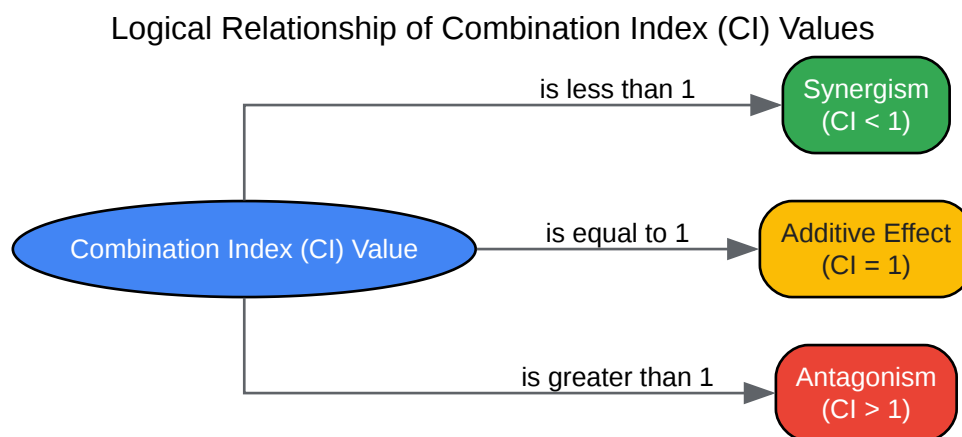 Logical Relationship of Combination Index (CI) Values
is less than 1
Synergism
(CI < 1)
Combination Index (CI) Value
is equal to 1
Additive Effect
(CI = 1)
is greater than 1
Antagonism
(CI > 1)